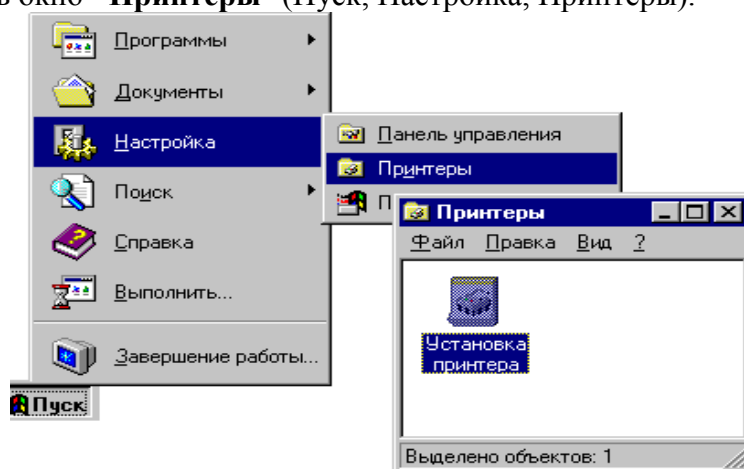 в окно "Принтеры" (Пуск, Настройка, Принтеры).
Программы
Документы
Настройка
Поиск
Справка
Выполнить...
Завершение работы...
Пуск
Панель управления
Принтеры
П
Принтеры
Файл Правка Вид ?
Установка
принтера
Выделено объектов: 1